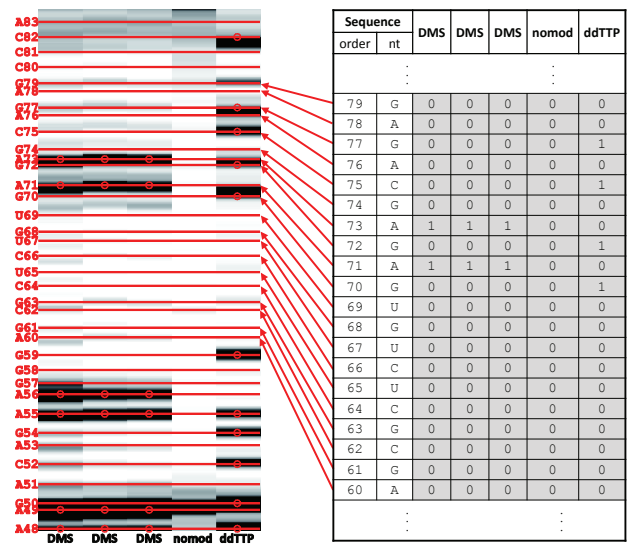 A83
C82
C81
C80
G79
A78
G77
A76
C75
G74
A73
G72
A71
G70
U69
G68
U67
C66
U65
C64
G63
C62
G61
A60
G59
G58
G57
A56
A55
G54
A53
C52
A51
G50
A49
A48
DMS DMS DMS nomod ddTTP
Sequence DMS DMS DMS nomod ddTTP
order nt
79 G 0 0 0 0 0
78 A 0 0 0 0 0
77 G 0 0 0 0 1
76 A 0 0 0 0 0
75 C 0 0 0 0 1
74 G 0 0 0 0 0
73 A 1 1 1 0 0
72 G 0 0 0 0 1
71 A 1 1 1 0 0
70 G 0 0 0 0 1
69 U 0 0 0 0 0
68 G 0 0 0 0 0
67 U 0 0 0 0 0
66 C 0 0 0 0 0
65 U 0 0 0 0 0
64 C 0 0 0 0 0
63 G 0 0 0 0 0
62 C 0 0 0 0 0
61 G 0 0 0 0 0
60 A 0 0 0 0 0